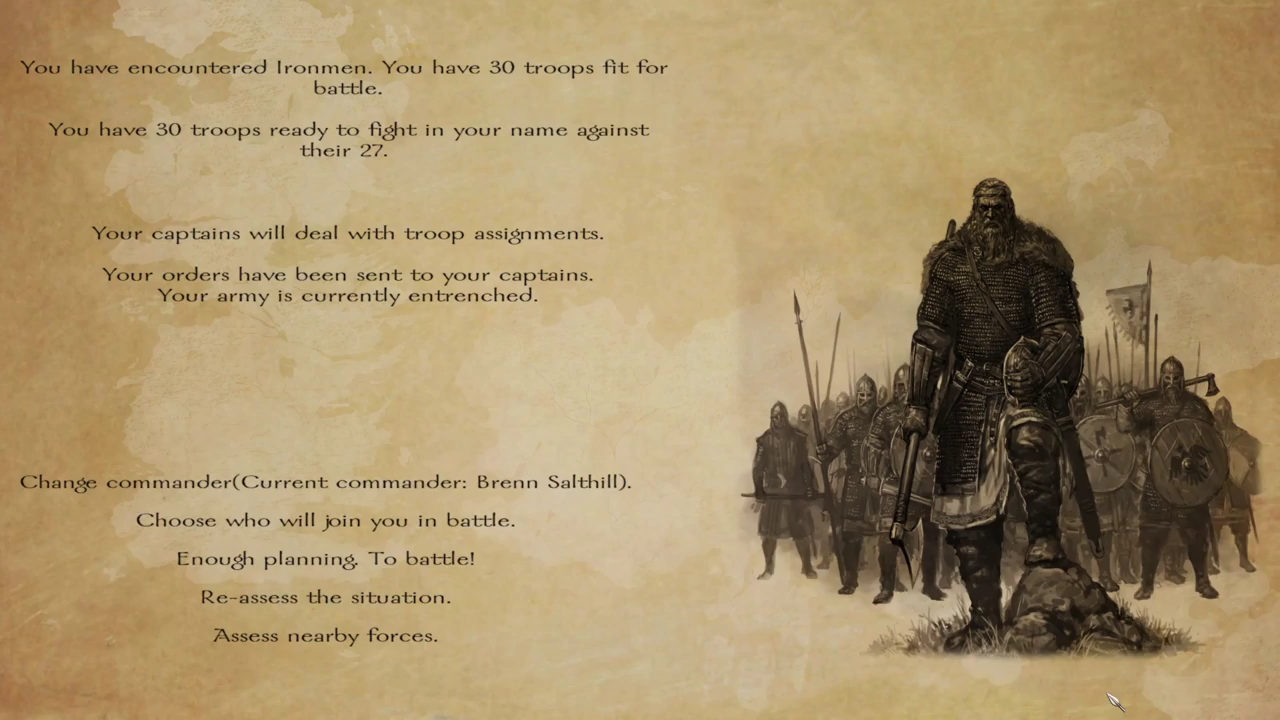 You have encountered Ironmen. You have 30 troops fit for
battle.
You have 30 troops ready to fight in your name against
their 27.
Your captains will deal with troop assignments.
Your orders have been sent to your captains.
Your army is currently entrenched.
Change commander(Current commander: Brenn Salthill).
Choose who will join you in battle.
Enough planning. To battle!
Re-assess the situation.
Assess nearby forces.